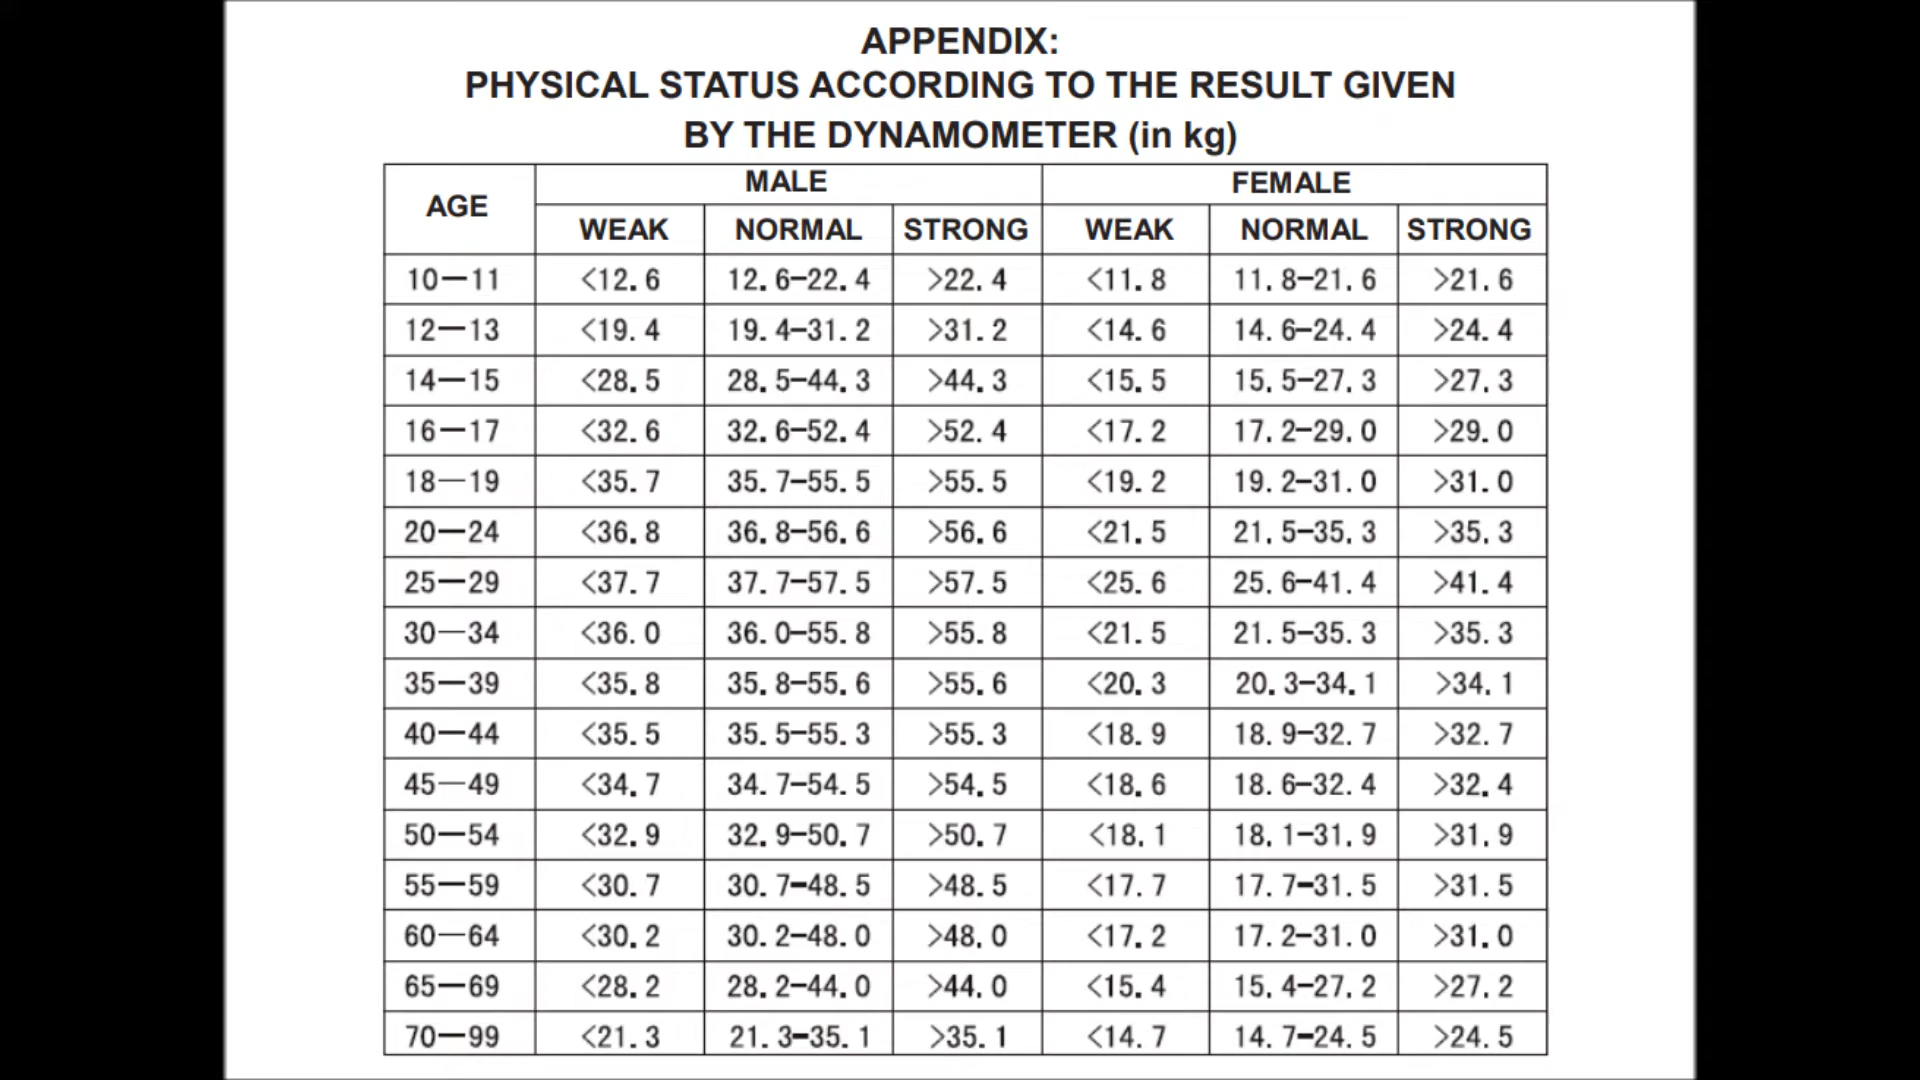 APPENDIX:
PHYSICAL STATUS ACCORDING TO THE RESULT GIVEN
BY THE DYNAMOMETER (in kg)
AGE MALE FEMALE
WEAK NORMAL STRONG WEAK NORMAL STRONG
10—11 <12.6 12.6-22.4 >22.4 <11.8 11.8-21.6 >21.6
12—13 <19.4 19.4-31.2 >31.2 <14.6 14.6-24.4 >24.4
14—15 <28.5 28.5-44.3 >44.3 <15.5 15.5-27.3 >27.3
16—17 <32.6 32.6-52.4 >52.4 <17.2 17.2-29.0 >29.0
18—19 <35.7 35.7-55.5 >55.5 <19.2 19.2-31.0 >31.0
20—24 <36.8 36.8-56.6 >56.6 <21.5 21.5-35.3 >35.3
25—29 <37.7 37.7-57.5 >57.5 <25.6 25.6-41.4 >41.4
30—34 <36.0 36.0-55.8 >55.8 <21.5 21.5-35.3 >35.3
35—39 <35.8 35.8-55.6 >55.6 <20.3 20.3-34.1 >34.1
40—44 <35.5 35.5-55.3 >55.3 <18.9 18.9-32.7 >32.7
45—49 <34.7 34.7-54.5 >54.5 <18.6 18.6-32.4 >32.4
50—54 <32.9 32.9-50.7 >50.7 <18.1 18.1-31.9 >31.9
55—59 <30.7 30.7-48.5 >48.5 <17.7 17.7-31.5 >31.5
60—64 <30.2 30.2-48.0 >48.0 <17.2 17.2-31.0 >31.0
65—69 <28.2 28.2-44.0 >44.0 <15.4 15.4-27.2 >27.2
70—99 <21.3 21.3-35.1 >35.1 <14.7 14.7-24.5 >24.5